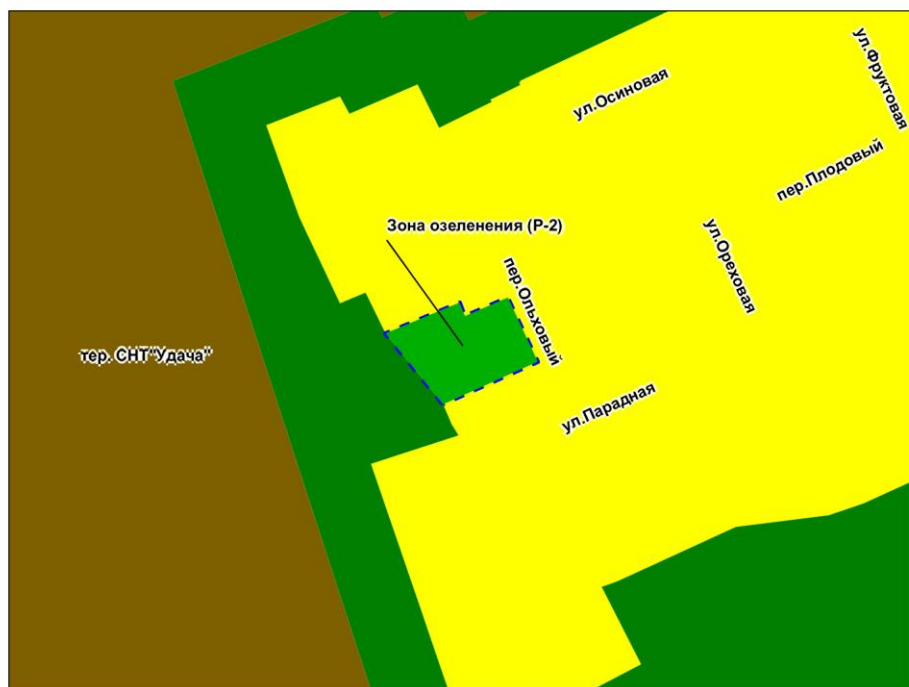 ул.Фруктовая
ул.Осиновая
пер.Плодовый
Зона озеленения (Р-2)
ул.Ореховая
пер.Ольховый
тер. СНТ"Удача"
ул.Парадная